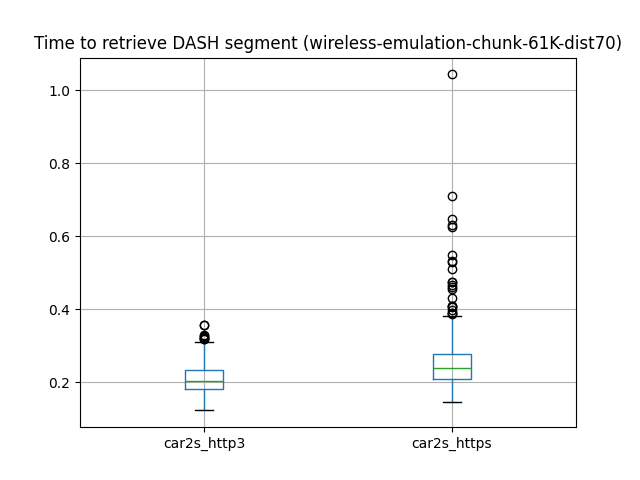 Time to retrieve DASH segment (wireless-emulation-chunk-61K-dist70)
1.0
0.8
0.6
0.4
0.2
car2s_http3 car2s_https